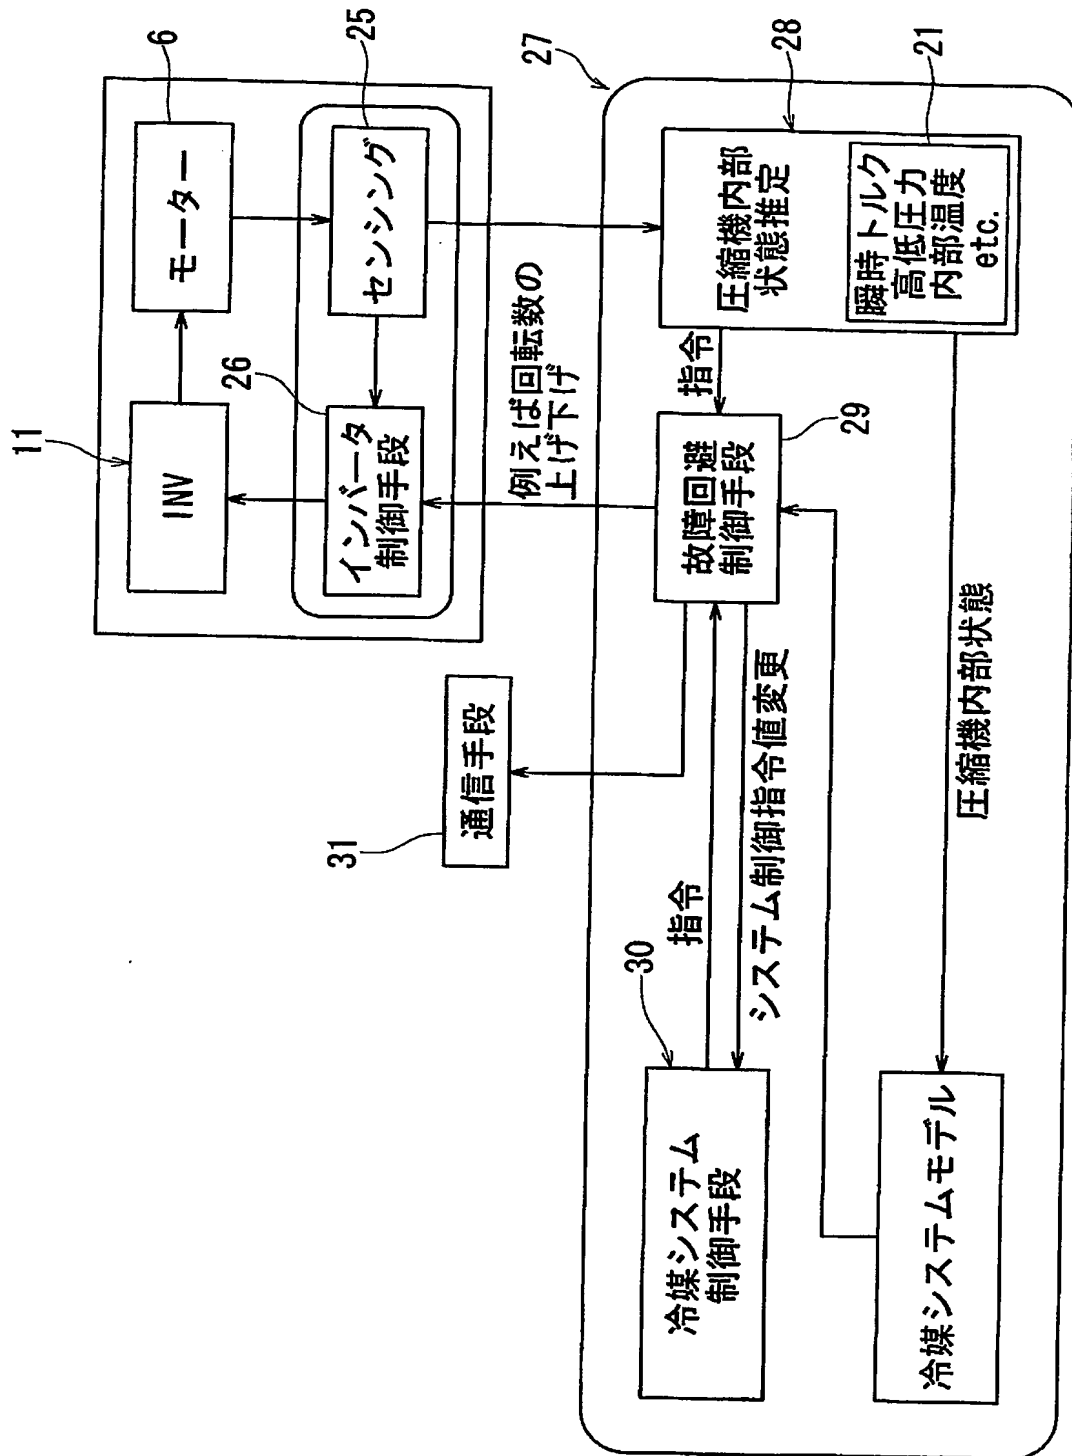 11
INV
モーター
6
26
インバータ
制御手段
センシング
25
31
通信手段
例えば回転数の
上げ下げ
27
30
冷媒システム
制御手段
指令
システム制御指令値変更
故障回避
制御手段
29
指令
圧縮機内部
状態推定
28
瞬時トルク
高低圧力
内部温度
etc.
21
冷媒システムモデル
圧縮機内部状態